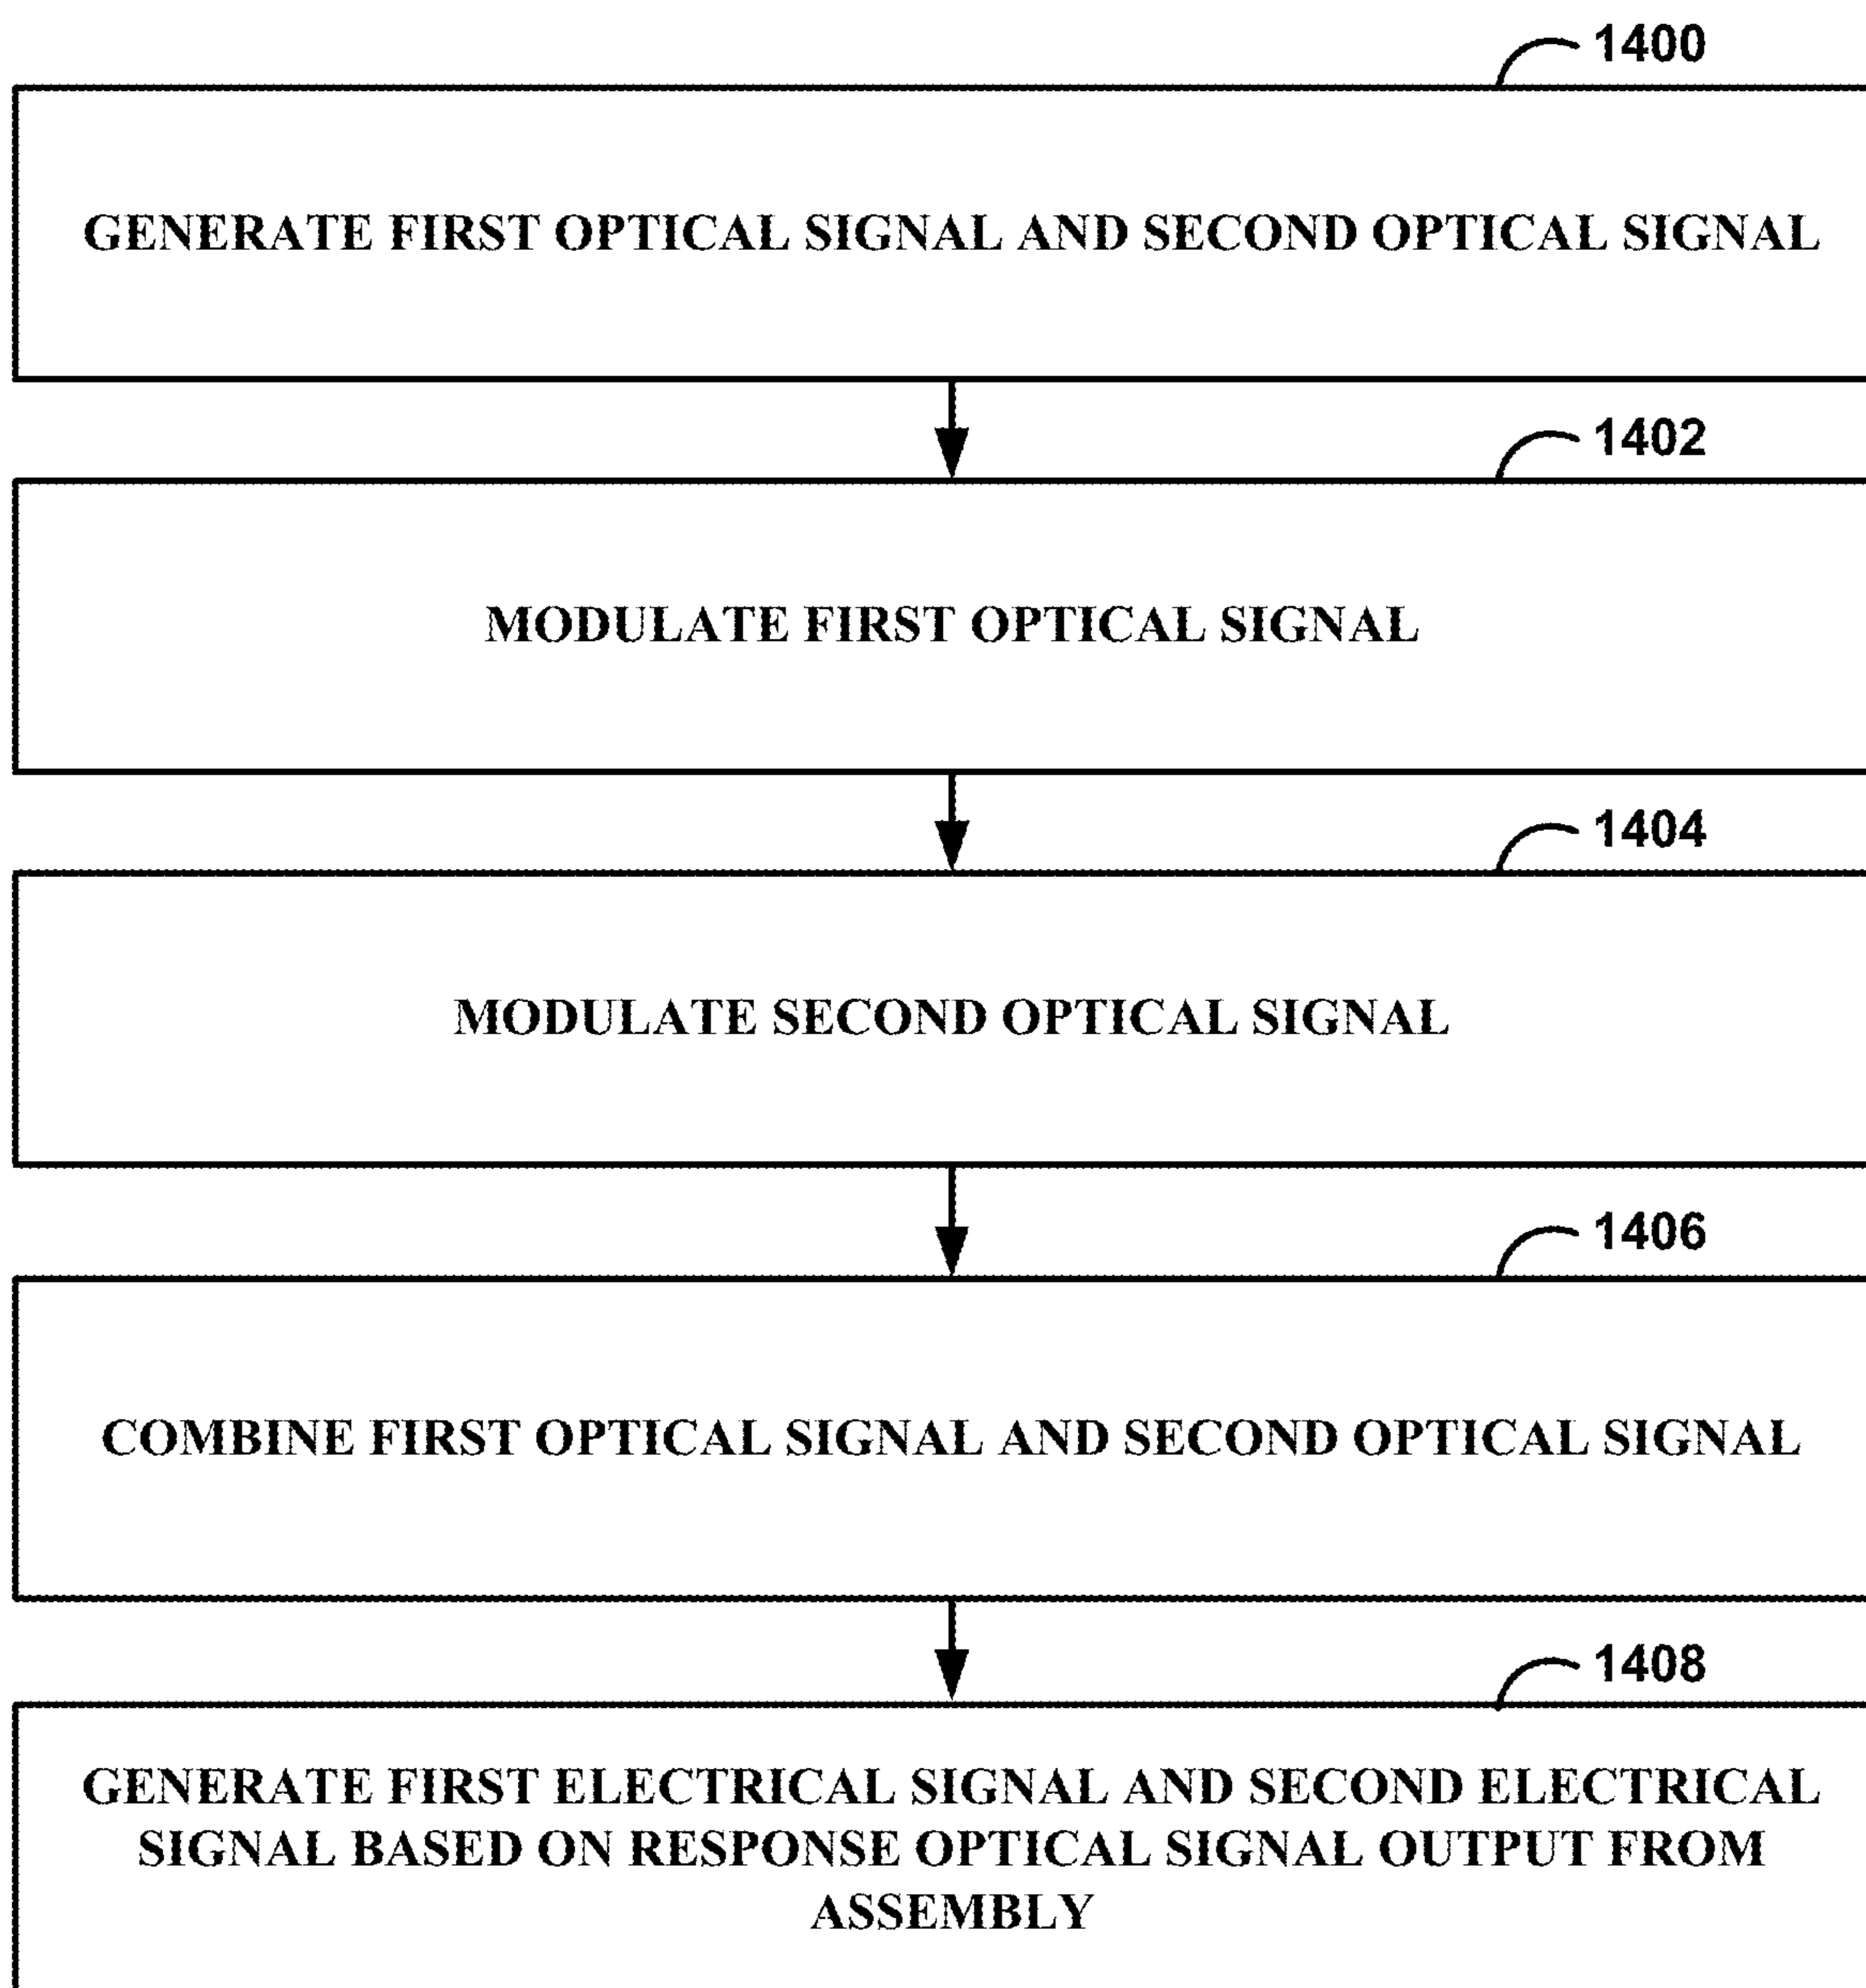 1400
GENERATE FIRST OPTICAL SIGNAL AND SECOND OPTICAL SIGNAL
1402
MODULATE FIRST OPTICAL SIGNAL
1404
MODULATE SECOND OPTICAL SIGNAL
1406
COMBINE FIRST OPTICAL SIGNAL AND SECOND OPTICAL SIGNAL
1408
GENERATE FIRST ELECTRICAL SIGNAL AND SECOND ELECTRICAL
SIGNAL BASED ON RESPONSE OPTICAL SIGNAL OUTPUT FROM
ASSEMBLY